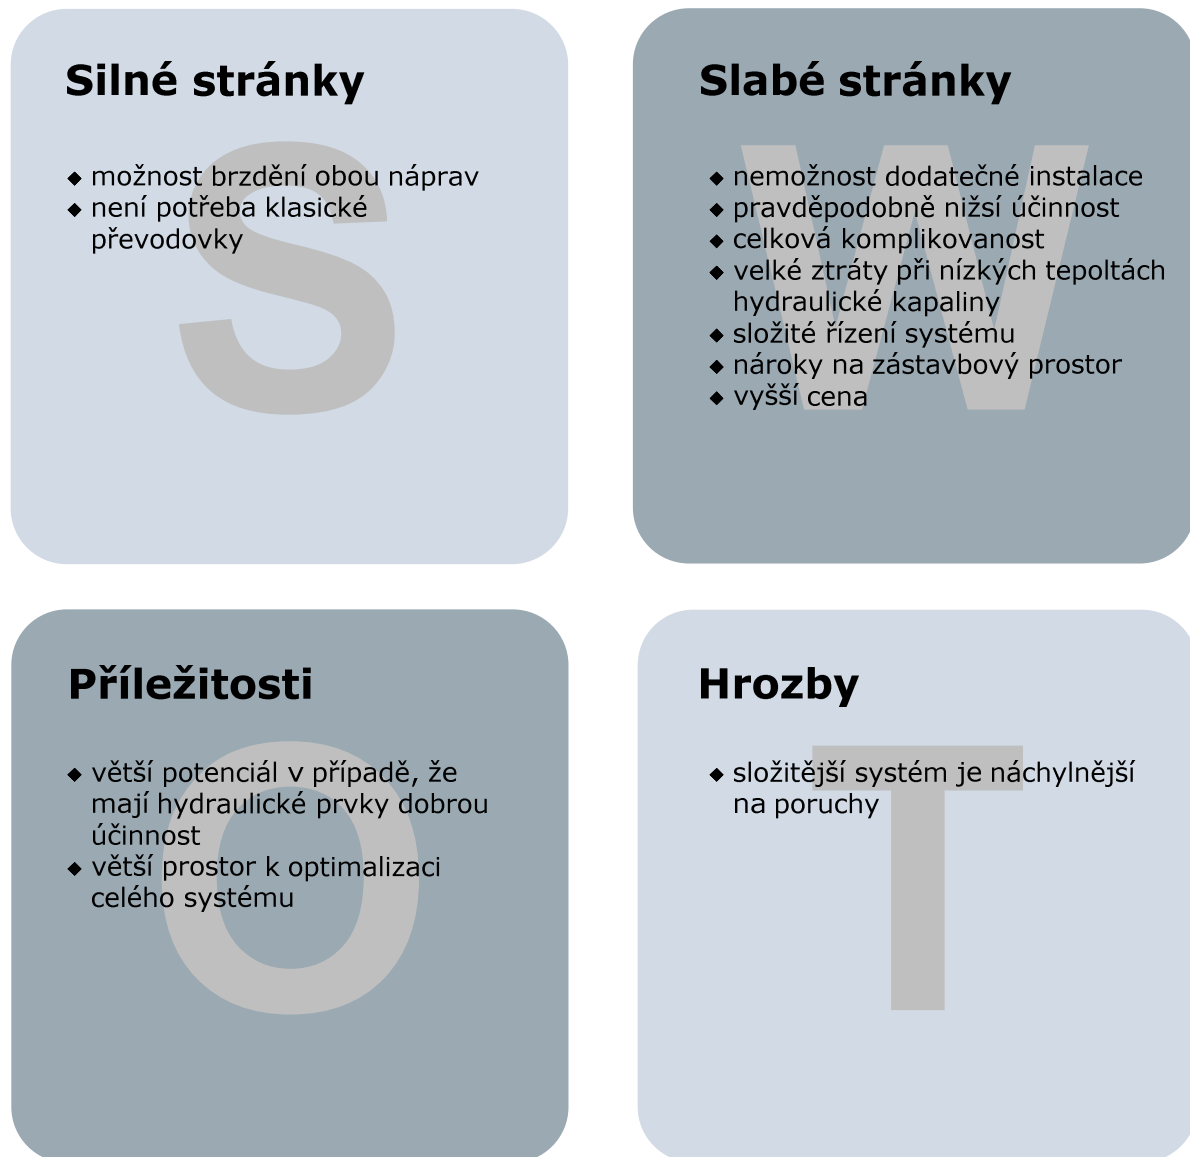 Silné stránky
S
◆ možnost brzdění obou náprav
◆ není potřeba klasické
převodovky
Slabé stránky
W
◆ nemožnost dodatečné instalace
◆ pravděpodobně nižsí účinnost
◆ celková komplikovanost
◆ velké ztráty při nízkých tepoltách
hydraulické kapaliny
◆ složité řízení systému
◆ nároky na zástavbový prostor
◆ vyšší cena
Příležitosti
O
◆ větší potenciál v případě, že
mají hydraulické prvky dobrou
účinnost
◆ větší prostor k optimalizaci
celého systému
Hrozby
T
◆ složitější systém je náchylnější
na poruchy